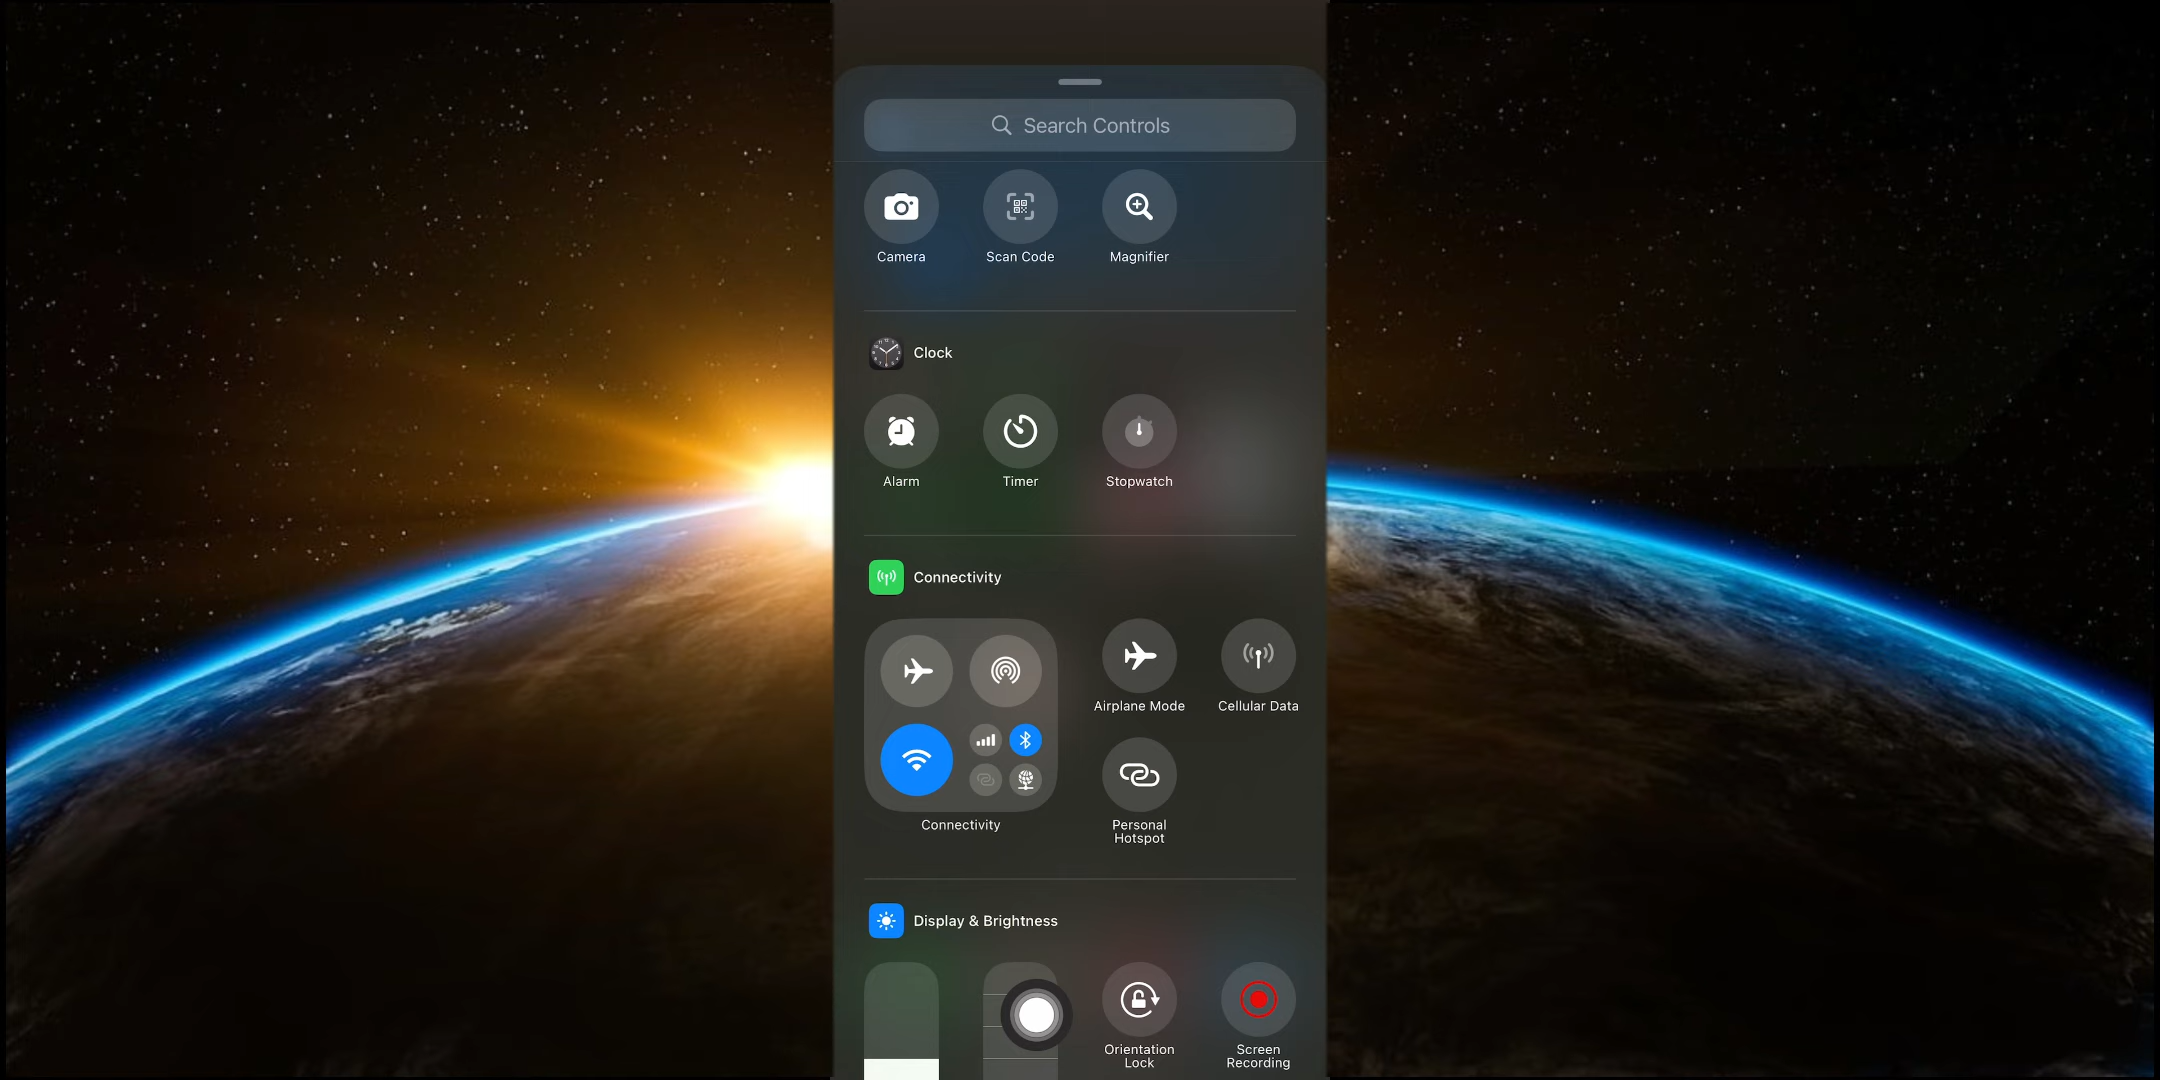 Search Controls
Camera
Scan Code
Magnifier
Clock
Alarm
Timer
Stopwatch
Connectivity
Airplane Mode
Cellular Data
Connectivity
Personal
Hotspot
Display & Brightness
Orientation
Lock
Screen
Recording